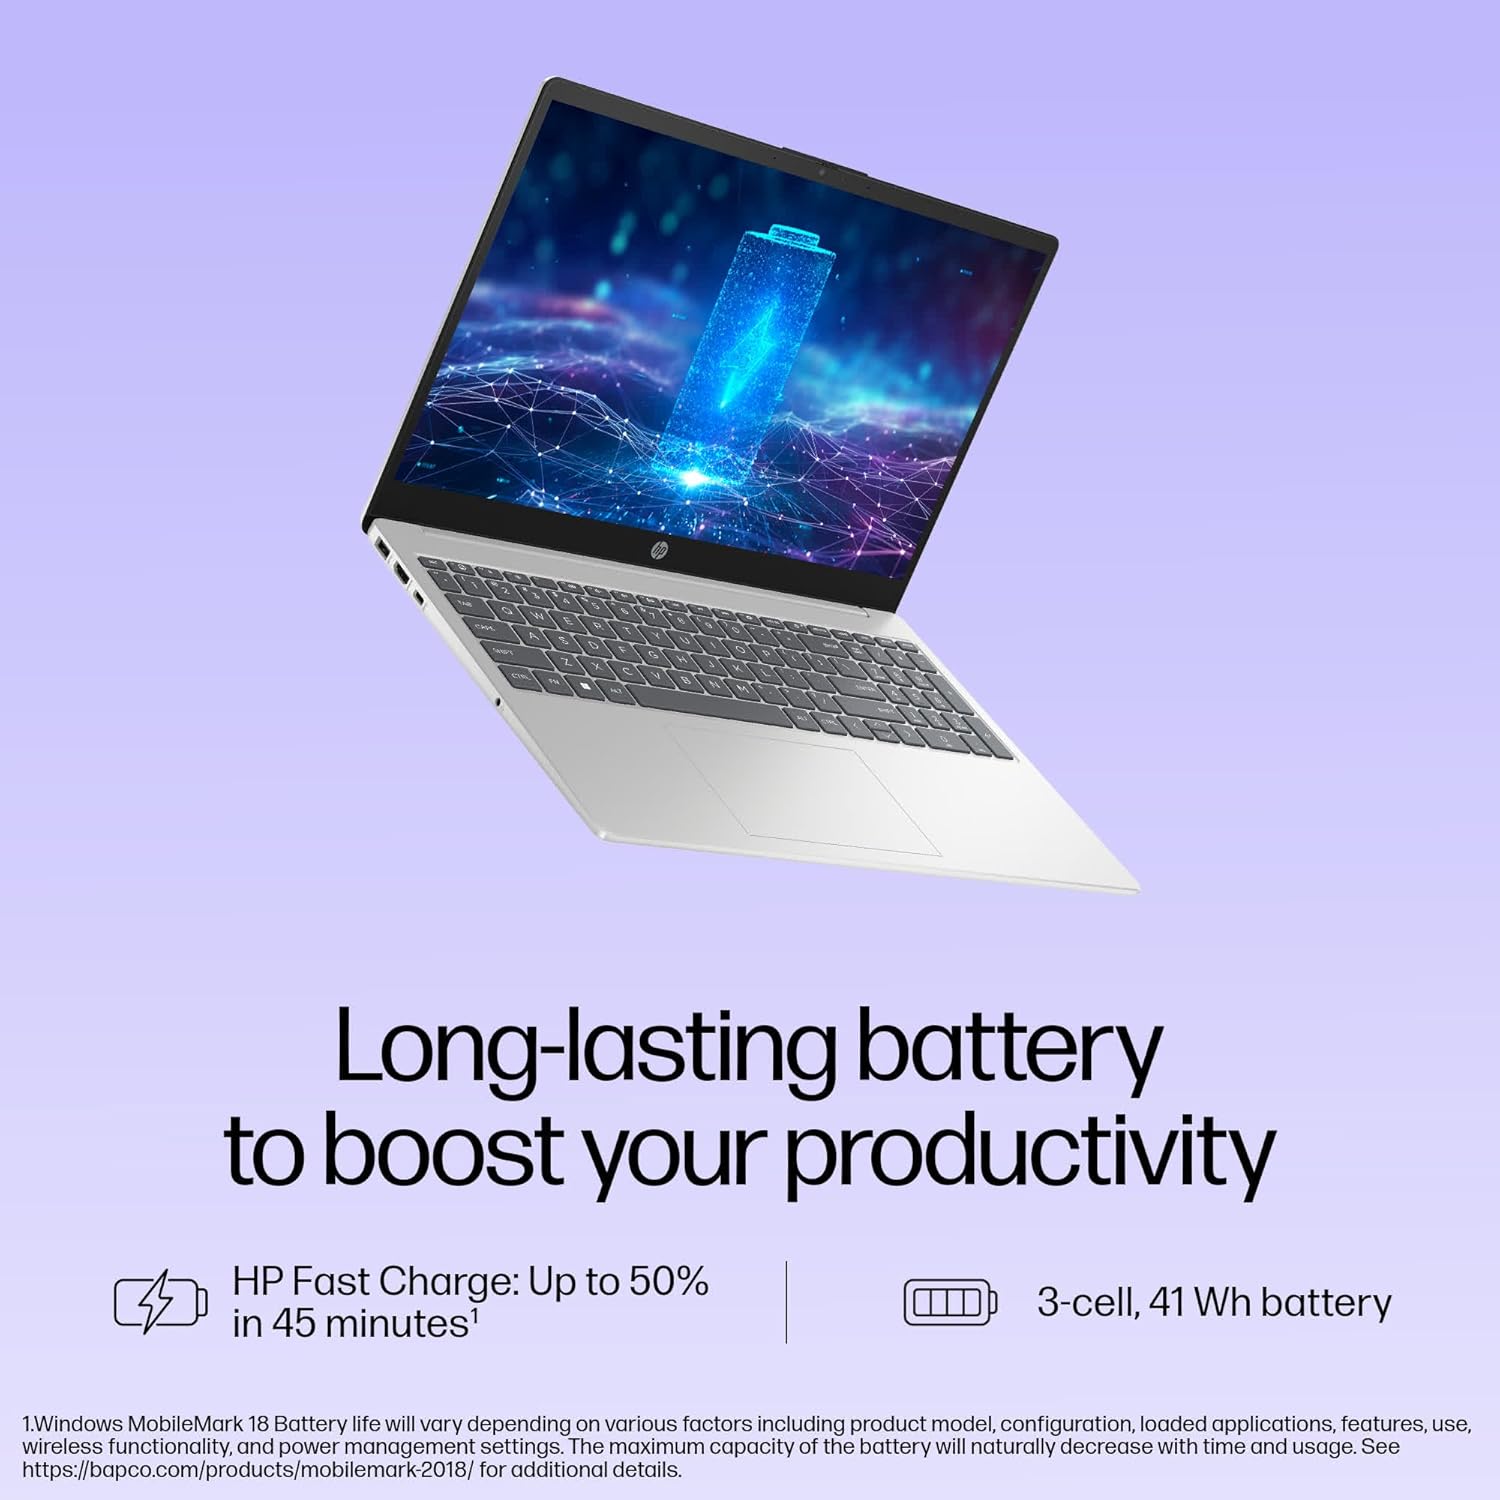 hp
Long-lasting battery
to boost your productivity
HP Fast Charge: Up to 50%
in 45 minutes¹
3-cell, 41 Wh battery
1.Windows MobileMark 18 Battery life will vary depending on various factors including product model, configuration, loaded applications, features, use,
wireless functionality, and power management settings. The maximum capacity of the battery will naturally decrease with time and usage. See
https://bapco.com/products/mobilemark-2018/ for additional details.